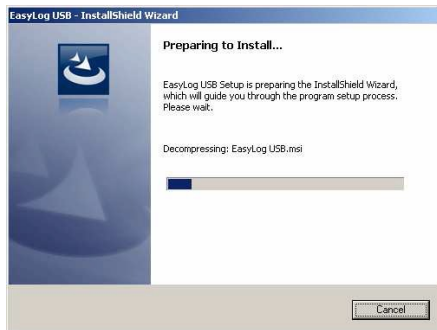 EasyLog USB - InstallShield Wizard
Preparing to Install...
EasyLog USB Setup is preparing the InstallShield Wizard,
which will guide you through the program setup process.
Please wait.
Decompressing: EasyLog USB.msi
Cancel